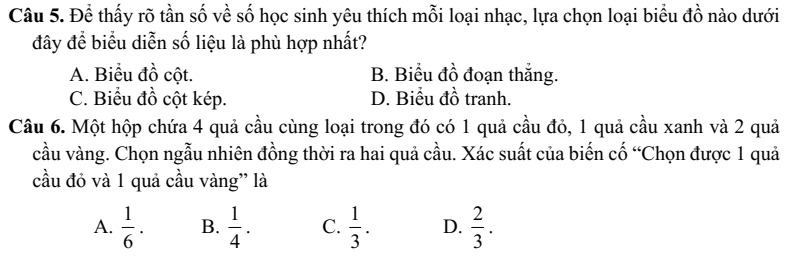 Câu 5. Để thấy rõ tần số về số học sinh yêu thích mỗi loại nhạc, lựa chọn loại biểu đồ nào dưới
đây để biểu diễn số liệu là phù hợp nhất?
A. Biểu đồ cột. B. Biểu đồ đoạn thẳng.
C. Biểu đồ cột kép. D. Biểu đồ tranh.
Câu 6. Một hộp chứa 4 quả cầu cùng loại trong đó có 1 quả cầu đỏ, 1 quả cầu xanh và 2 quả
cầu vàng. Chọn ngẫu nhiên đồng thời ra hai quả cầu. Xác suất của biến cố “Chọn được 1 quả
cầu đỏ và 1 quả cầu vàng” là
A. 1/6. B. 1/4. C. 1/3. D. 2/3.